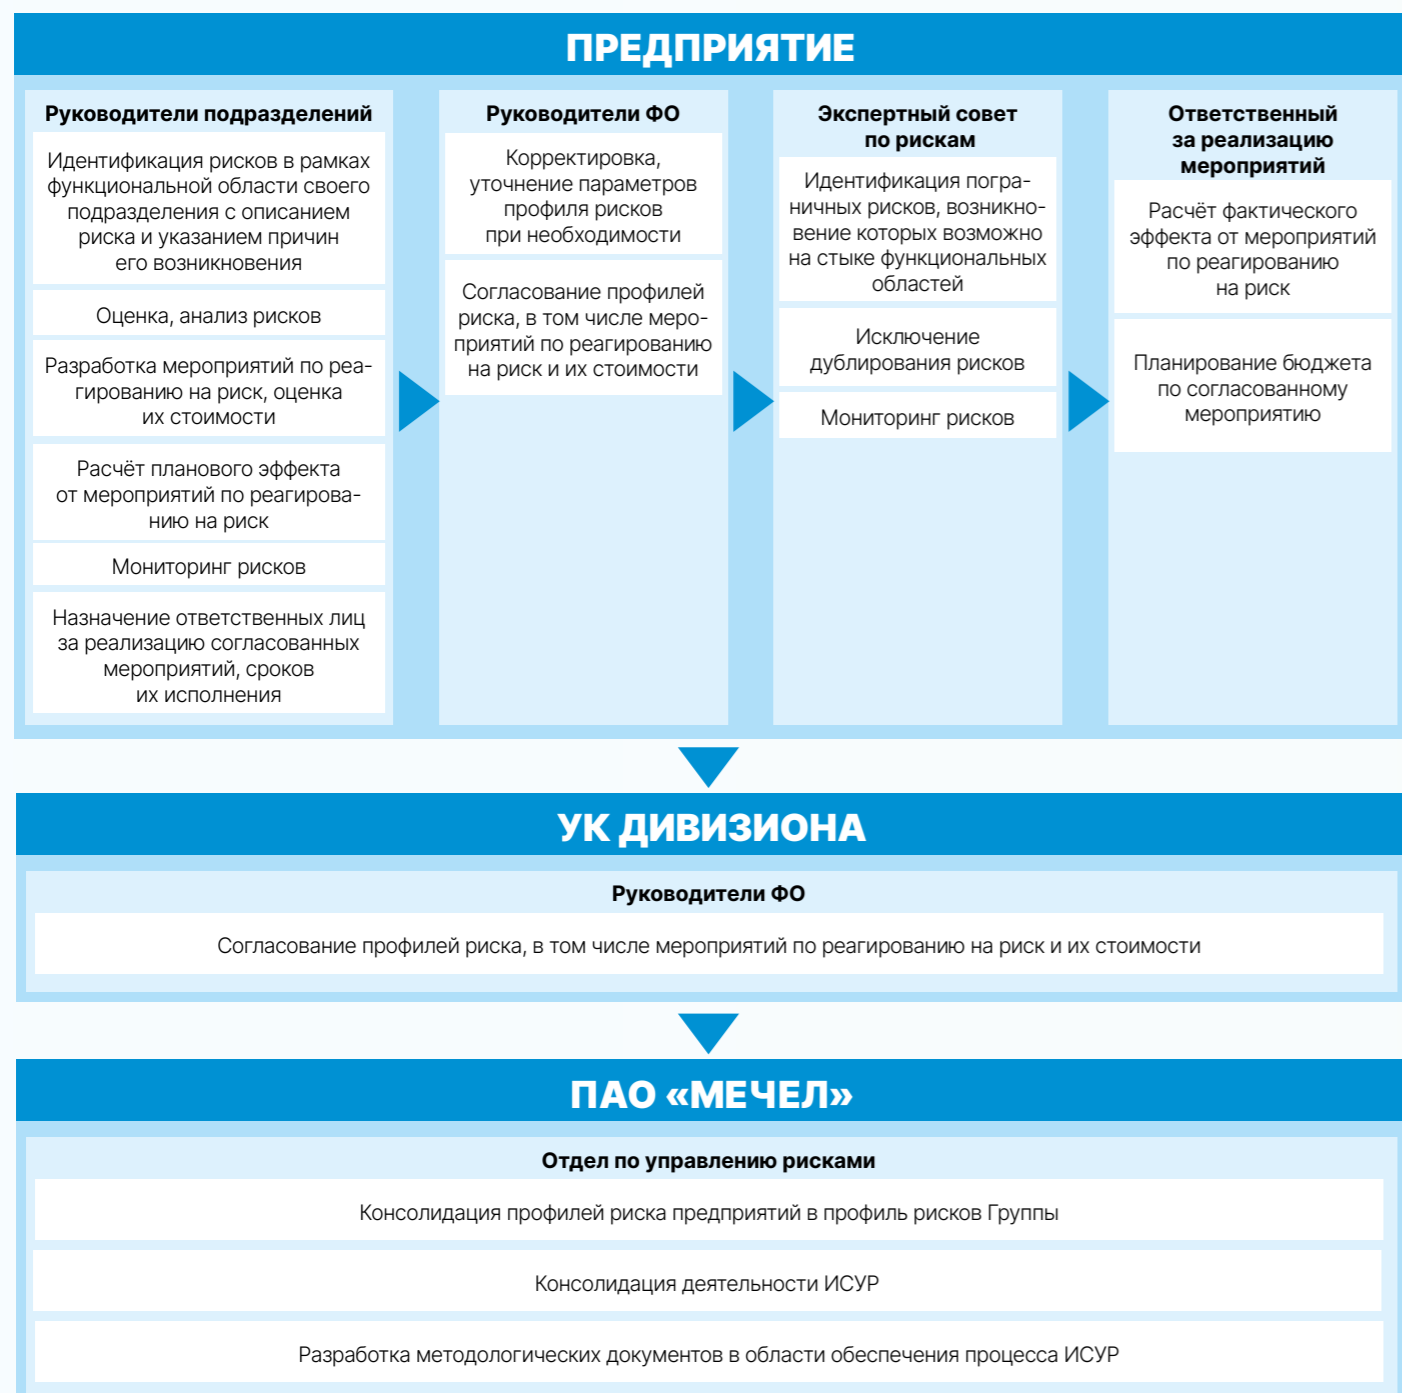 ПРЕДПРИЯТИЕ
Руководители подразделений
Идентификация рисков в рамках
функциональной области своего
подразделения с описанием
риска и указанием причин
его возникновения
Оценка, анализ рисков
Разработка мероприятий по реа-
гированию на риск, оценка
их стоимости
Расчёт планового эффекта
от мероприятий по реагирова-
нию на риск
Мониторинг рисков
Назначение ответственных лиц
за реализацию согласованных
мероприятий, сроков
их исполнения
Руководители ФО
Корректировка,
уточнение параметров
профиля рисков
при необходимости
Согласование профилей
риска, в том числе меро-
приятий по реагированию
на риск и их стоимости
Экспертный совет
по рискам
Идентификация погра-
ничных рисков, возникно-
вение которых возможно
на стыке функциональных
областей
Исключение
дублирования рисков
Мониторинг рисков
Ответственный
за реализацию
мероприятий
Расчёт фактического
эффекта от мероприятий
по реагированию
на риск
Планирование бюджета
по согласованному
мероприятию
УК ДИВИЗИОНА
Руководители ФО
Согласование профилей риска, в том числе мероприятий по реагированию на риск и их стоимости
ПАО «МЕЧЕЛ»
Отдел по управлению рисками
Консолидация профилей риска предприятий в профиль рисков Группы
Консолидация деятельности ИСУР
Разработка методологических документов в области обеспечения процесса ИСУР